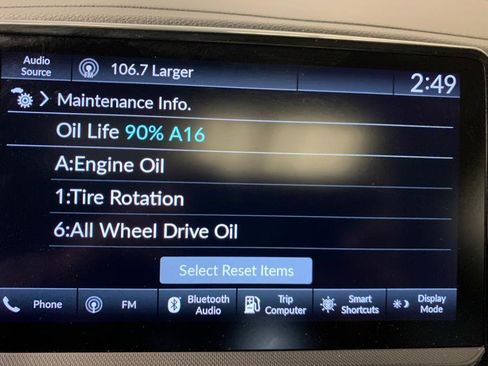 Audio Source
106.7 Larger
2:49
Maintenance Info.
Oil Life 90% A16
A:Engine Oil
1:Tire Rotation
6:All Wheel Drive Oil
Select Reset Items
Phone
FM
Bluetooth Audio
Trip Computer
Smart Shortcuts
Display Mode